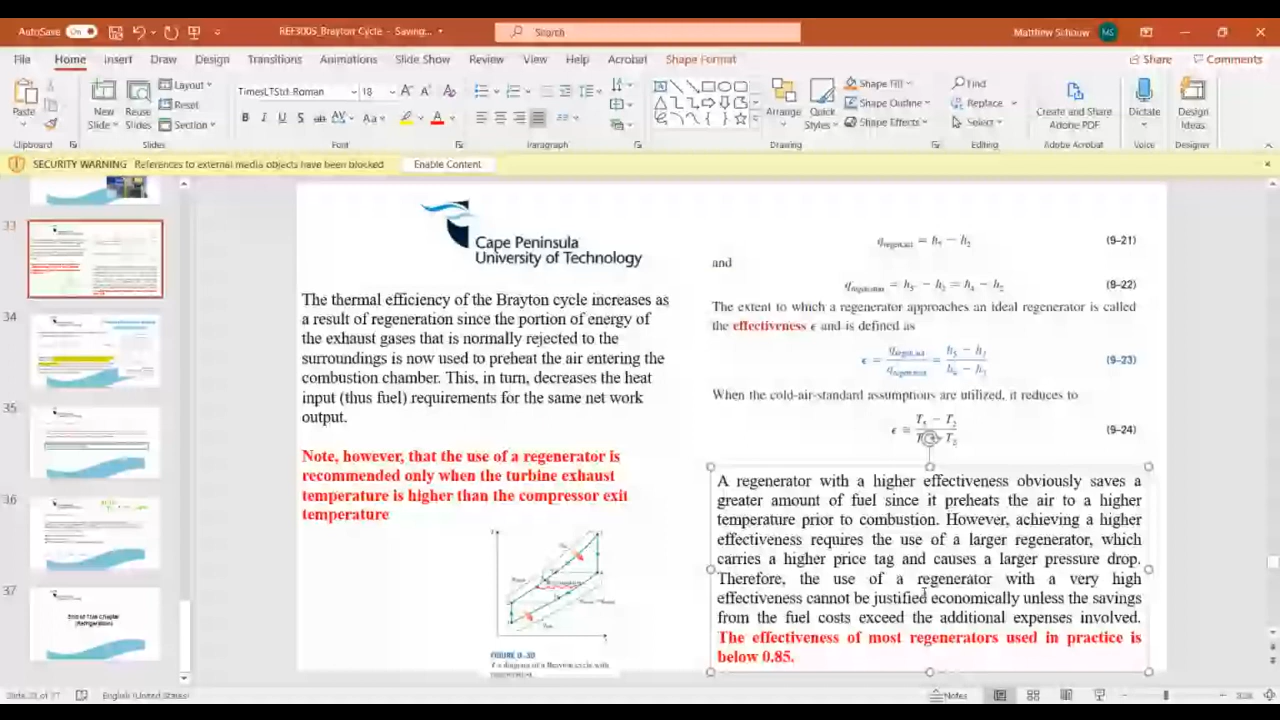 AutoSave On
REF300S_Brayton Cycle - Saving...
Search
Matthew Schouw MS
File Home Insert Draw Design Transitions Animations Slide Show Review View Help Acrobat Shape Format Share Comments
Paste New Slide Reuse Slides Layout Reset Section
TimesLTStd-Roman 18
Arrange Quick Styles Shape Fill Shape Outline Shape Effects
Find Replace Select
Create and Share Adobe PDF Dictate Design Ideas
Clipboard Slides Font Paragraph Drawing Editing Adobe Acrobat Voice Designer
SECURITY WARNING References to external media objects have been blocked Enable Content
33
34
35
36
37
Cape Peninsula
University of Technology
The thermal efficiency of the Brayton cycle increases as
a result of regeneration since the portion of energy of
the exhaust gases that is normally rejected to the
surroundings is now used to preheat the air entering the
combustion chamber. This, in turn, decreases the heat
input (thus fuel) requirements for the same net work
output.
Note, however, that the use of a regenerator is
recommended only when the turbine exhaust
temperature is higher than the compressor exit
temperature
(9–21)
and
(9–22)
The extent to which a regenerator approaches an ideal regenerator is called
the effectiveness ϵ and is defined as
(9–23)
When the cold-air-standard assumptions are utilized, it reduces to
(9–24)
A regenerator with a higher effectiveness obviously saves a
greater amount of fuel since it preheats the air to a higher
temperature prior to combustion. However, achieving a higher
effectiveness requires the use of a larger regenerator, which
carries a higher price tag and causes a larger pressure drop.
Therefore, the use of a regenerator with a very high
effectiveness cannot be justified economically unless the savings
from the fuel costs exceed the additional expenses involved.
The effectiveness of most regenerators used in practice is
below 0.85.
T-s diagram of a Brayton cycle with
English (United States)
Notes